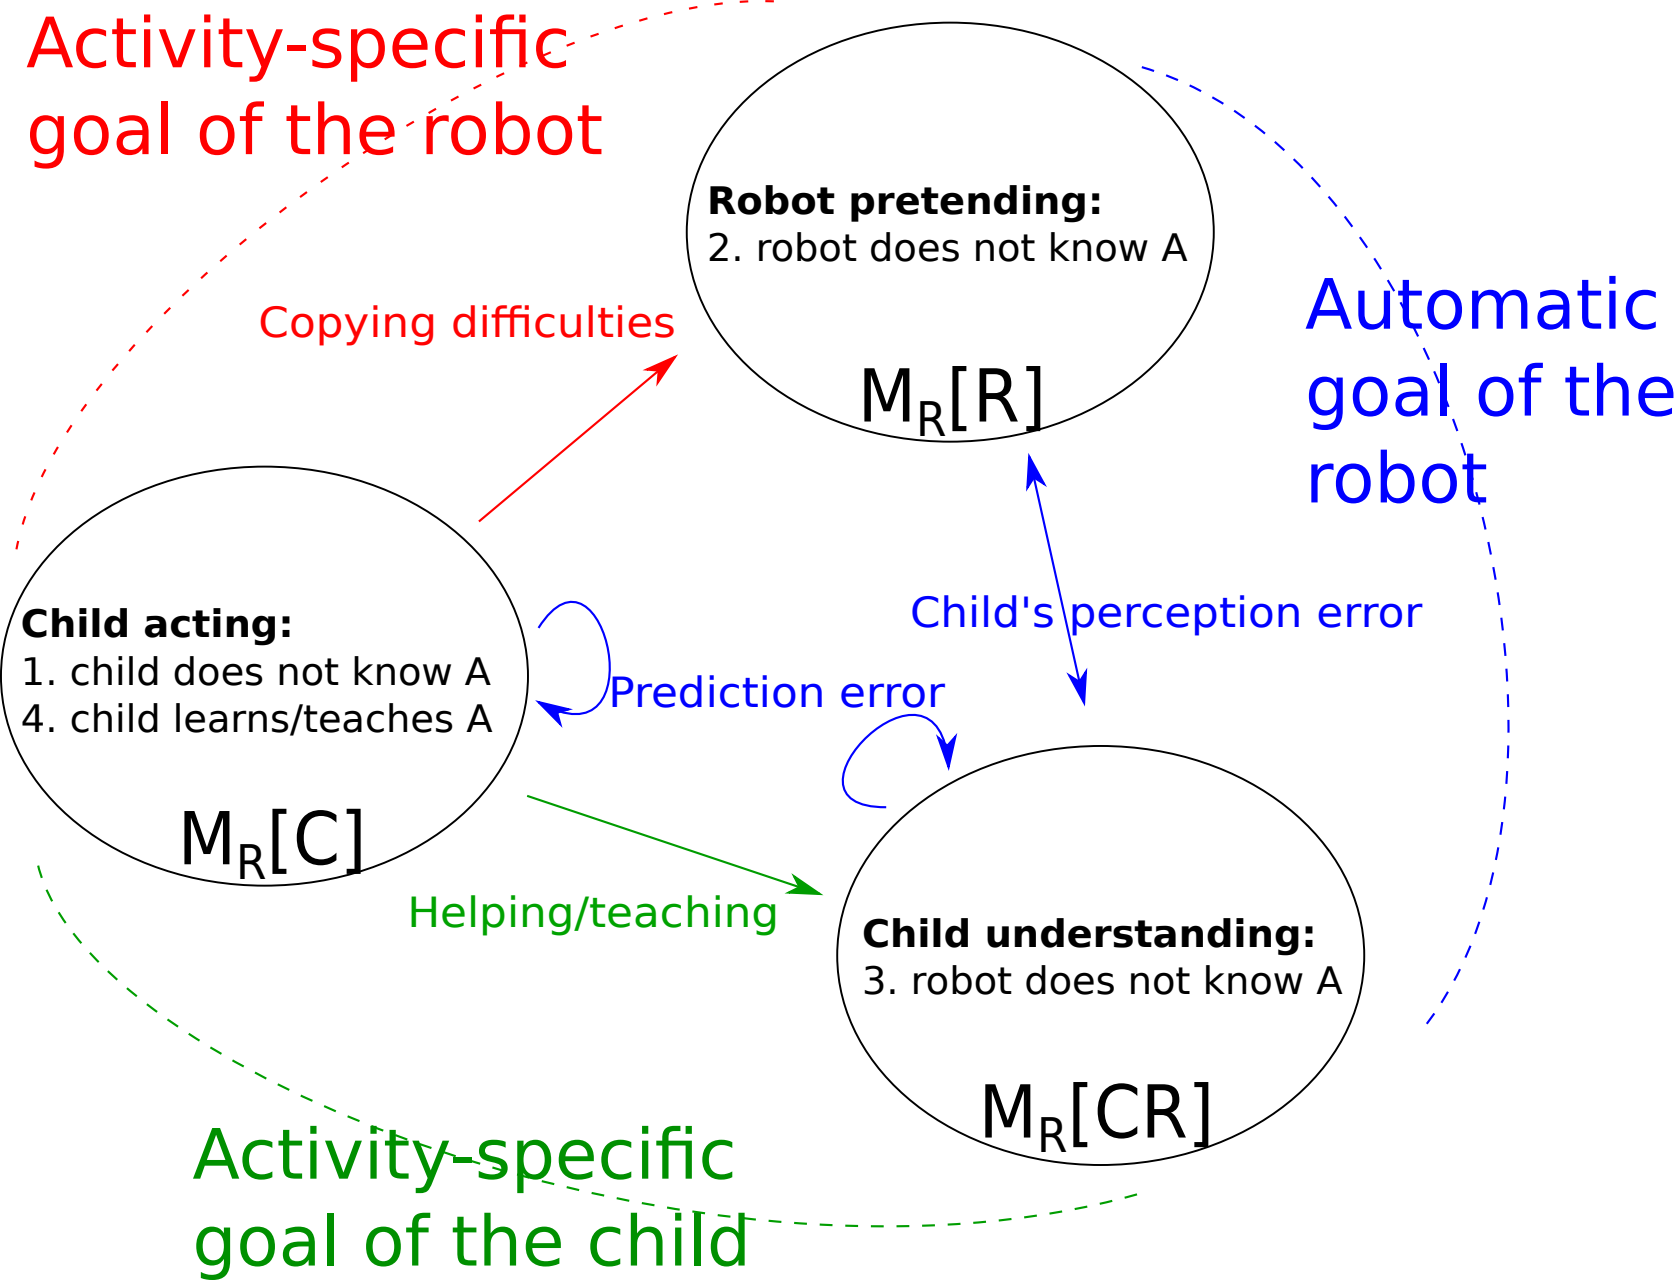 Activity-specific
goal of the robot
Robot pretending:
2. robot does not know A
M_R[R]
Copying difficulties
Automatic
goal of the
robot
Child acting:
1. child does not know A
4. child learns/teaches A
M_R[C]
Child's perception error
Prediction error
Helping/teaching
Child understanding:
3. robot does not know A
M_R[CR]
Activity-specific
goal of the child